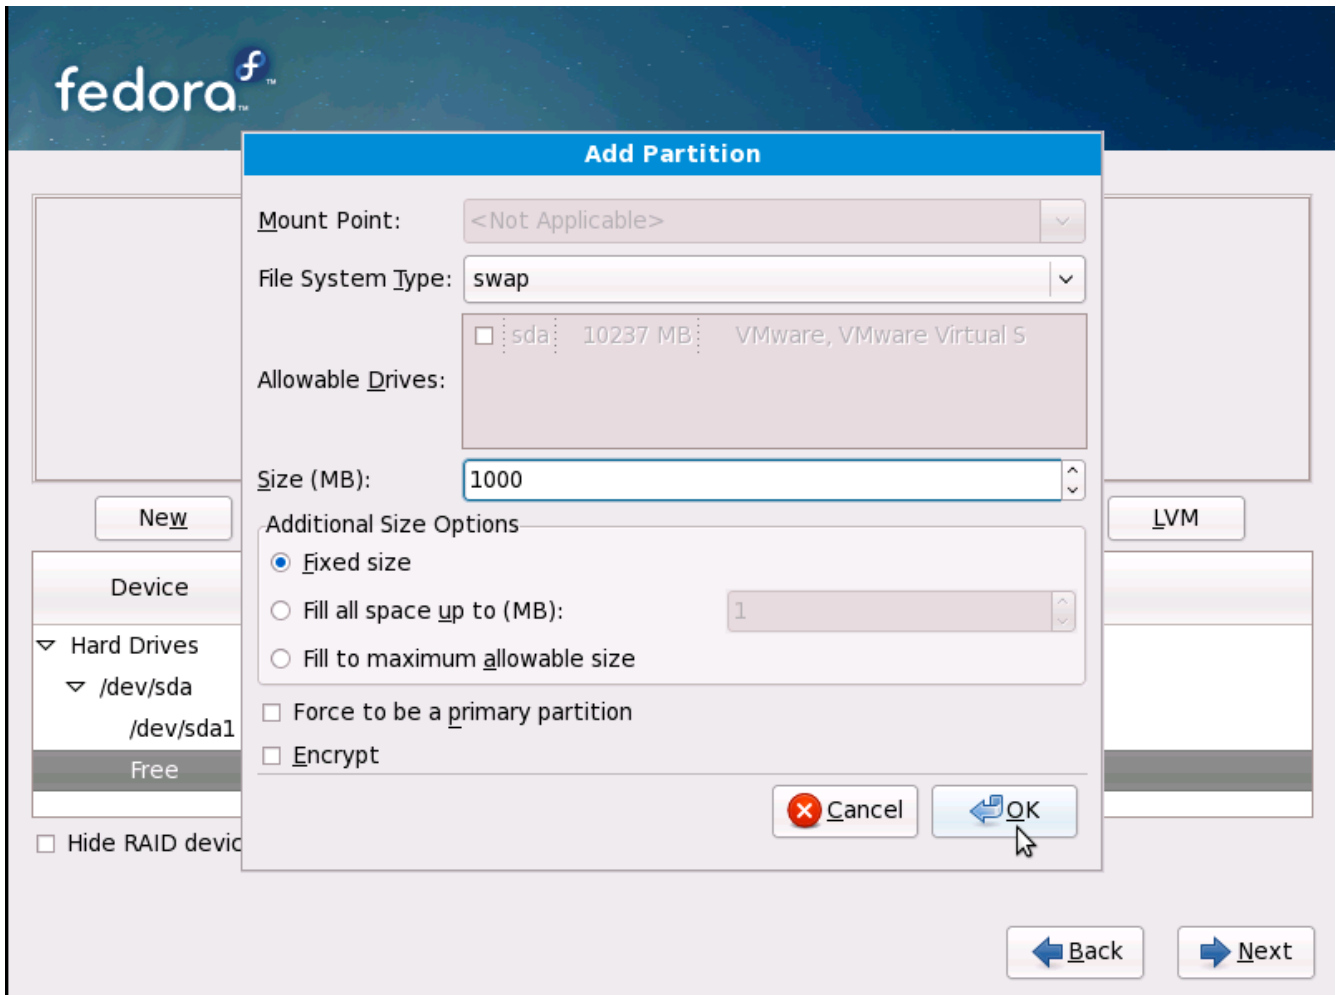 fedora™ f™
Add Partition
Mount Point: <Not Applicable>
File System Type: swap
sda 10237 MB VMware, VMware Virtual S
Allowable Drives:
Size (MB): 1000
New
LVM
Additional Size Options
Fixed size
Device
Fill all space up to (MB): 1
Hard Drives
Fill to maximum allowable size
/dev/sda
Force to be a primary partition
/dev/sda1
Encrypt
Free
Cancel OK
Hide RAID devic
Back Next